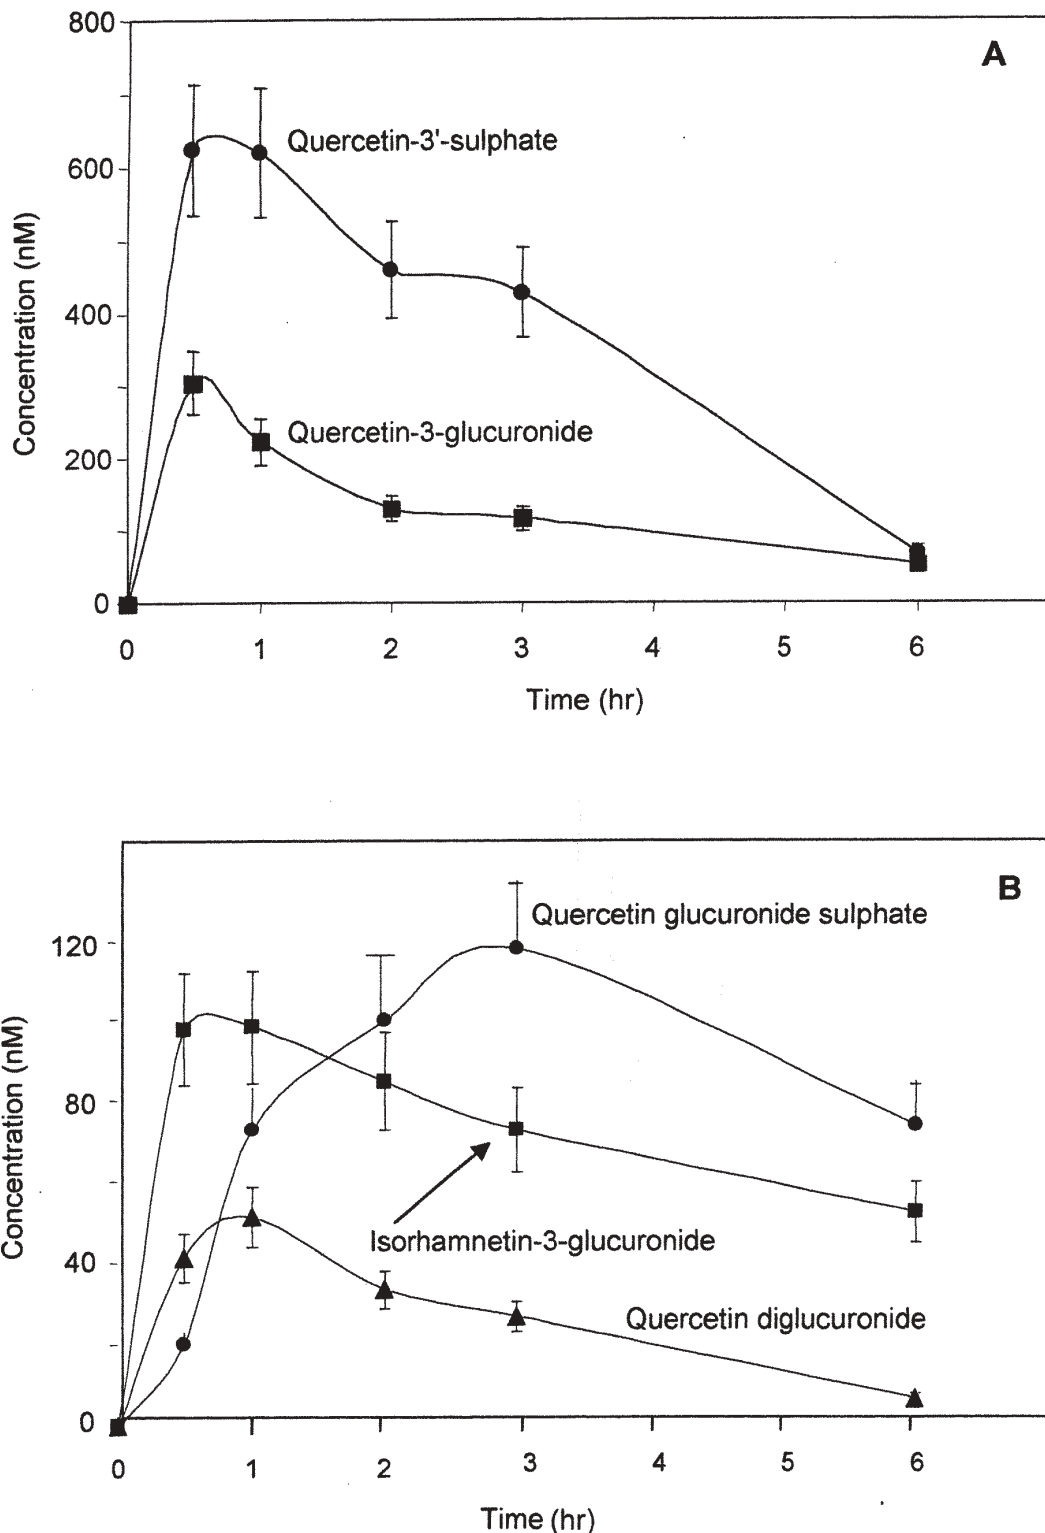 800
A
Quercetin-3'-sulphate
600
Concentration (nM)
400
Quercetin-3-glucuronide
200
0
0 1 2 3 4 5 6
Time (hr)
B
Quercetin glucuronide sulphate
120
Concentration (nM)
80
Isorhamnetin-3-glucuronide
40
Quercetin diglucuronide
0
0 1 2 3 4 5 6
Time (hr)